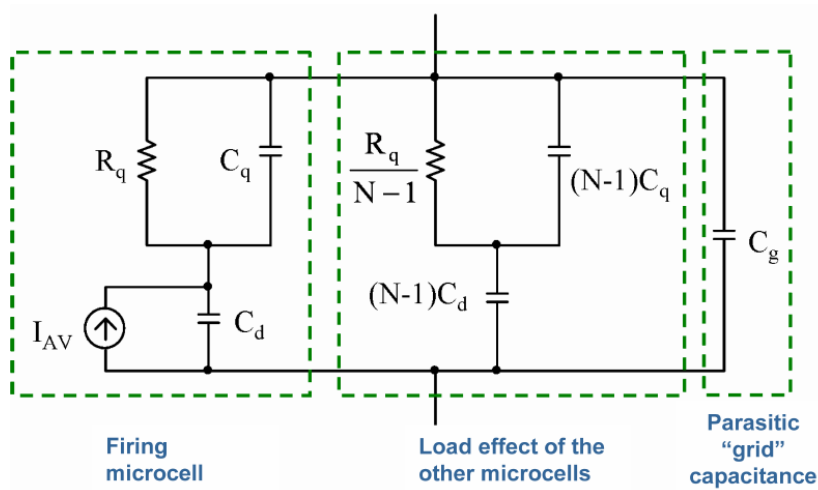 R_q
C_q
R_q
N−1
(N-1)C_q
C_g
(N-1)C_d
I_AV
C_d
Firing
microcell
Load effect of the
other microcells
Parasitic
“grid”
capacitance